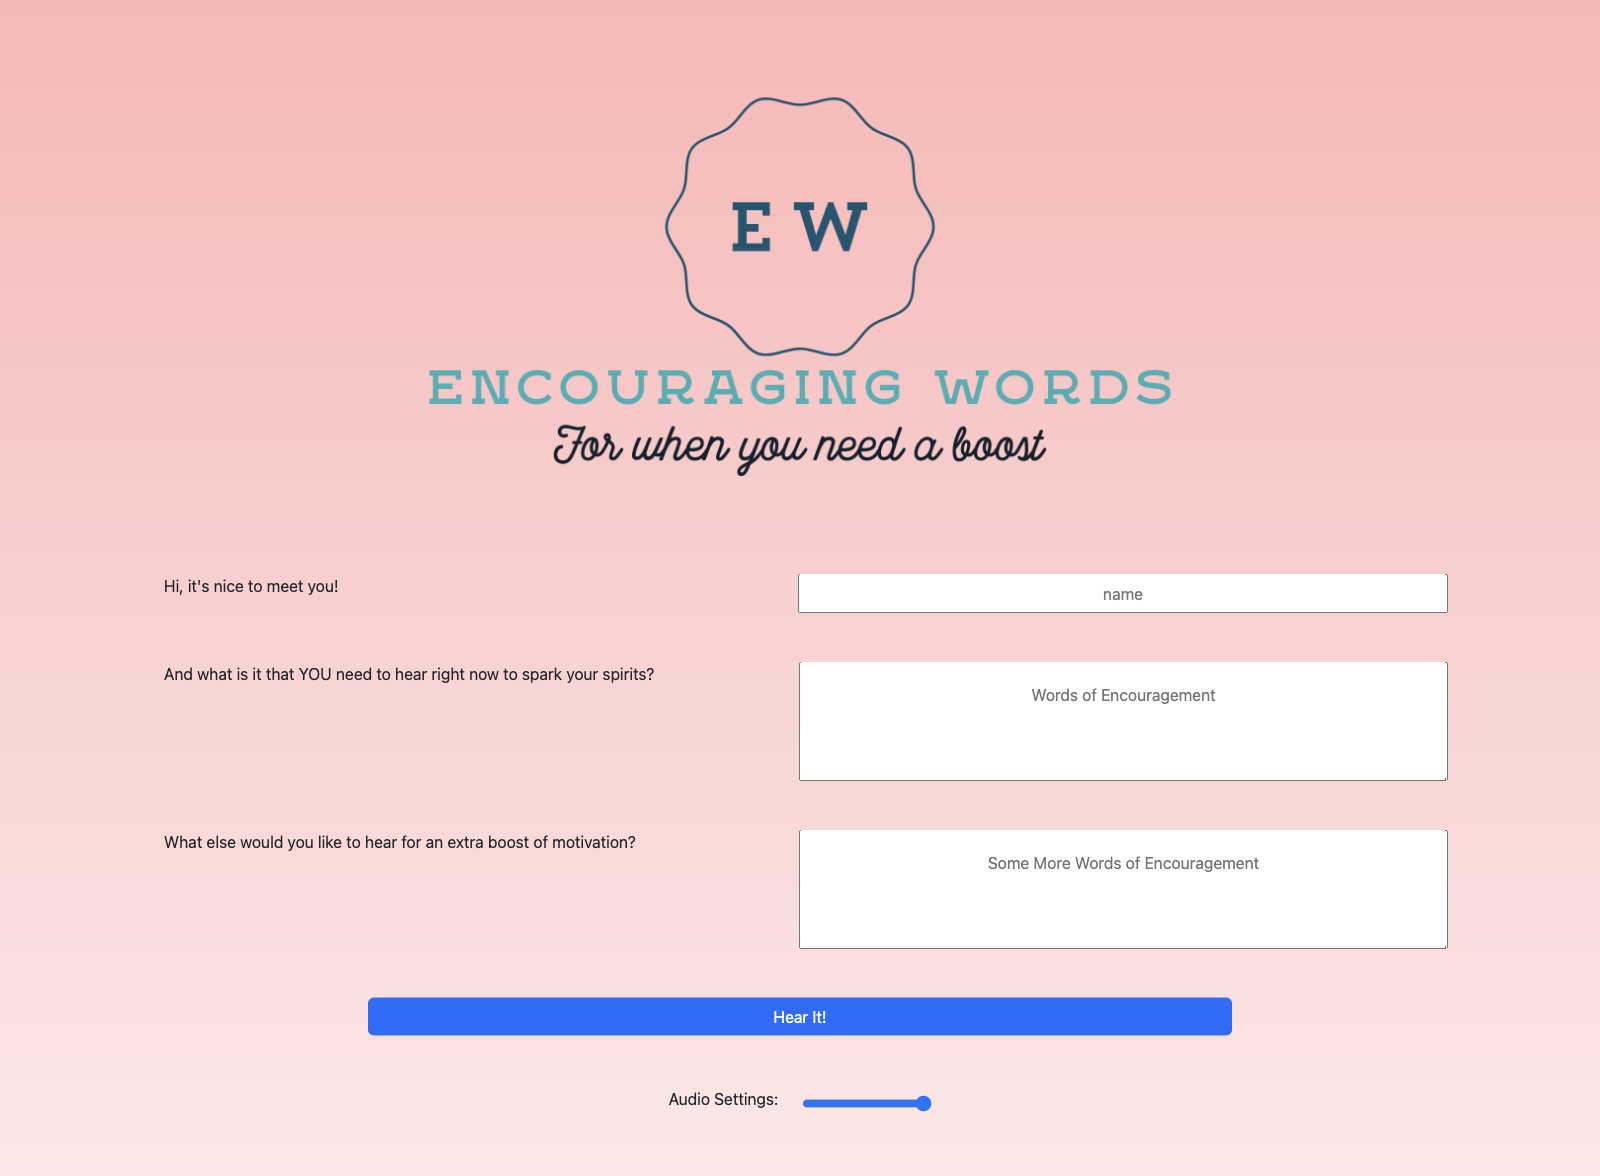 E W
ENCOURAGING WORDS
For when you need a boost
Hi, it's nice to meet you!
name
And what is it that YOU need to hear right now to spark your spirits?
Words of Encouragement
What else would you like to hear for an extra boost of motivation?
Some More Words of Encouragement
Hear It!
Audio Settings: